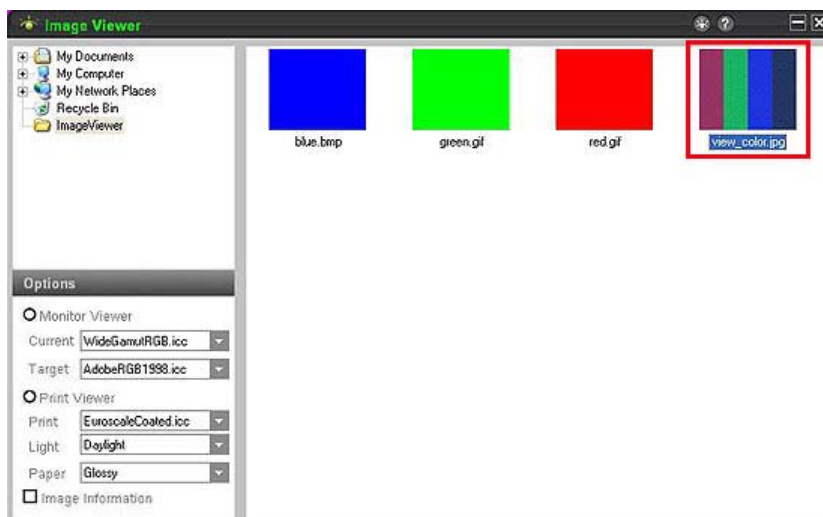 Image Viewer
My Documents
My Computer
My Network Places
Recycle Bin
ImageViewer
blue.bmp
green.gif
red.gif
view_color.jpg
Options
Monitor Viewer
Current WideGamutRGB.icc
Target AdobeRGB1998.icc
Print Viewer
Print EuroscaleCoated.icc
Light Daylight
Paper Glossy
Image Information